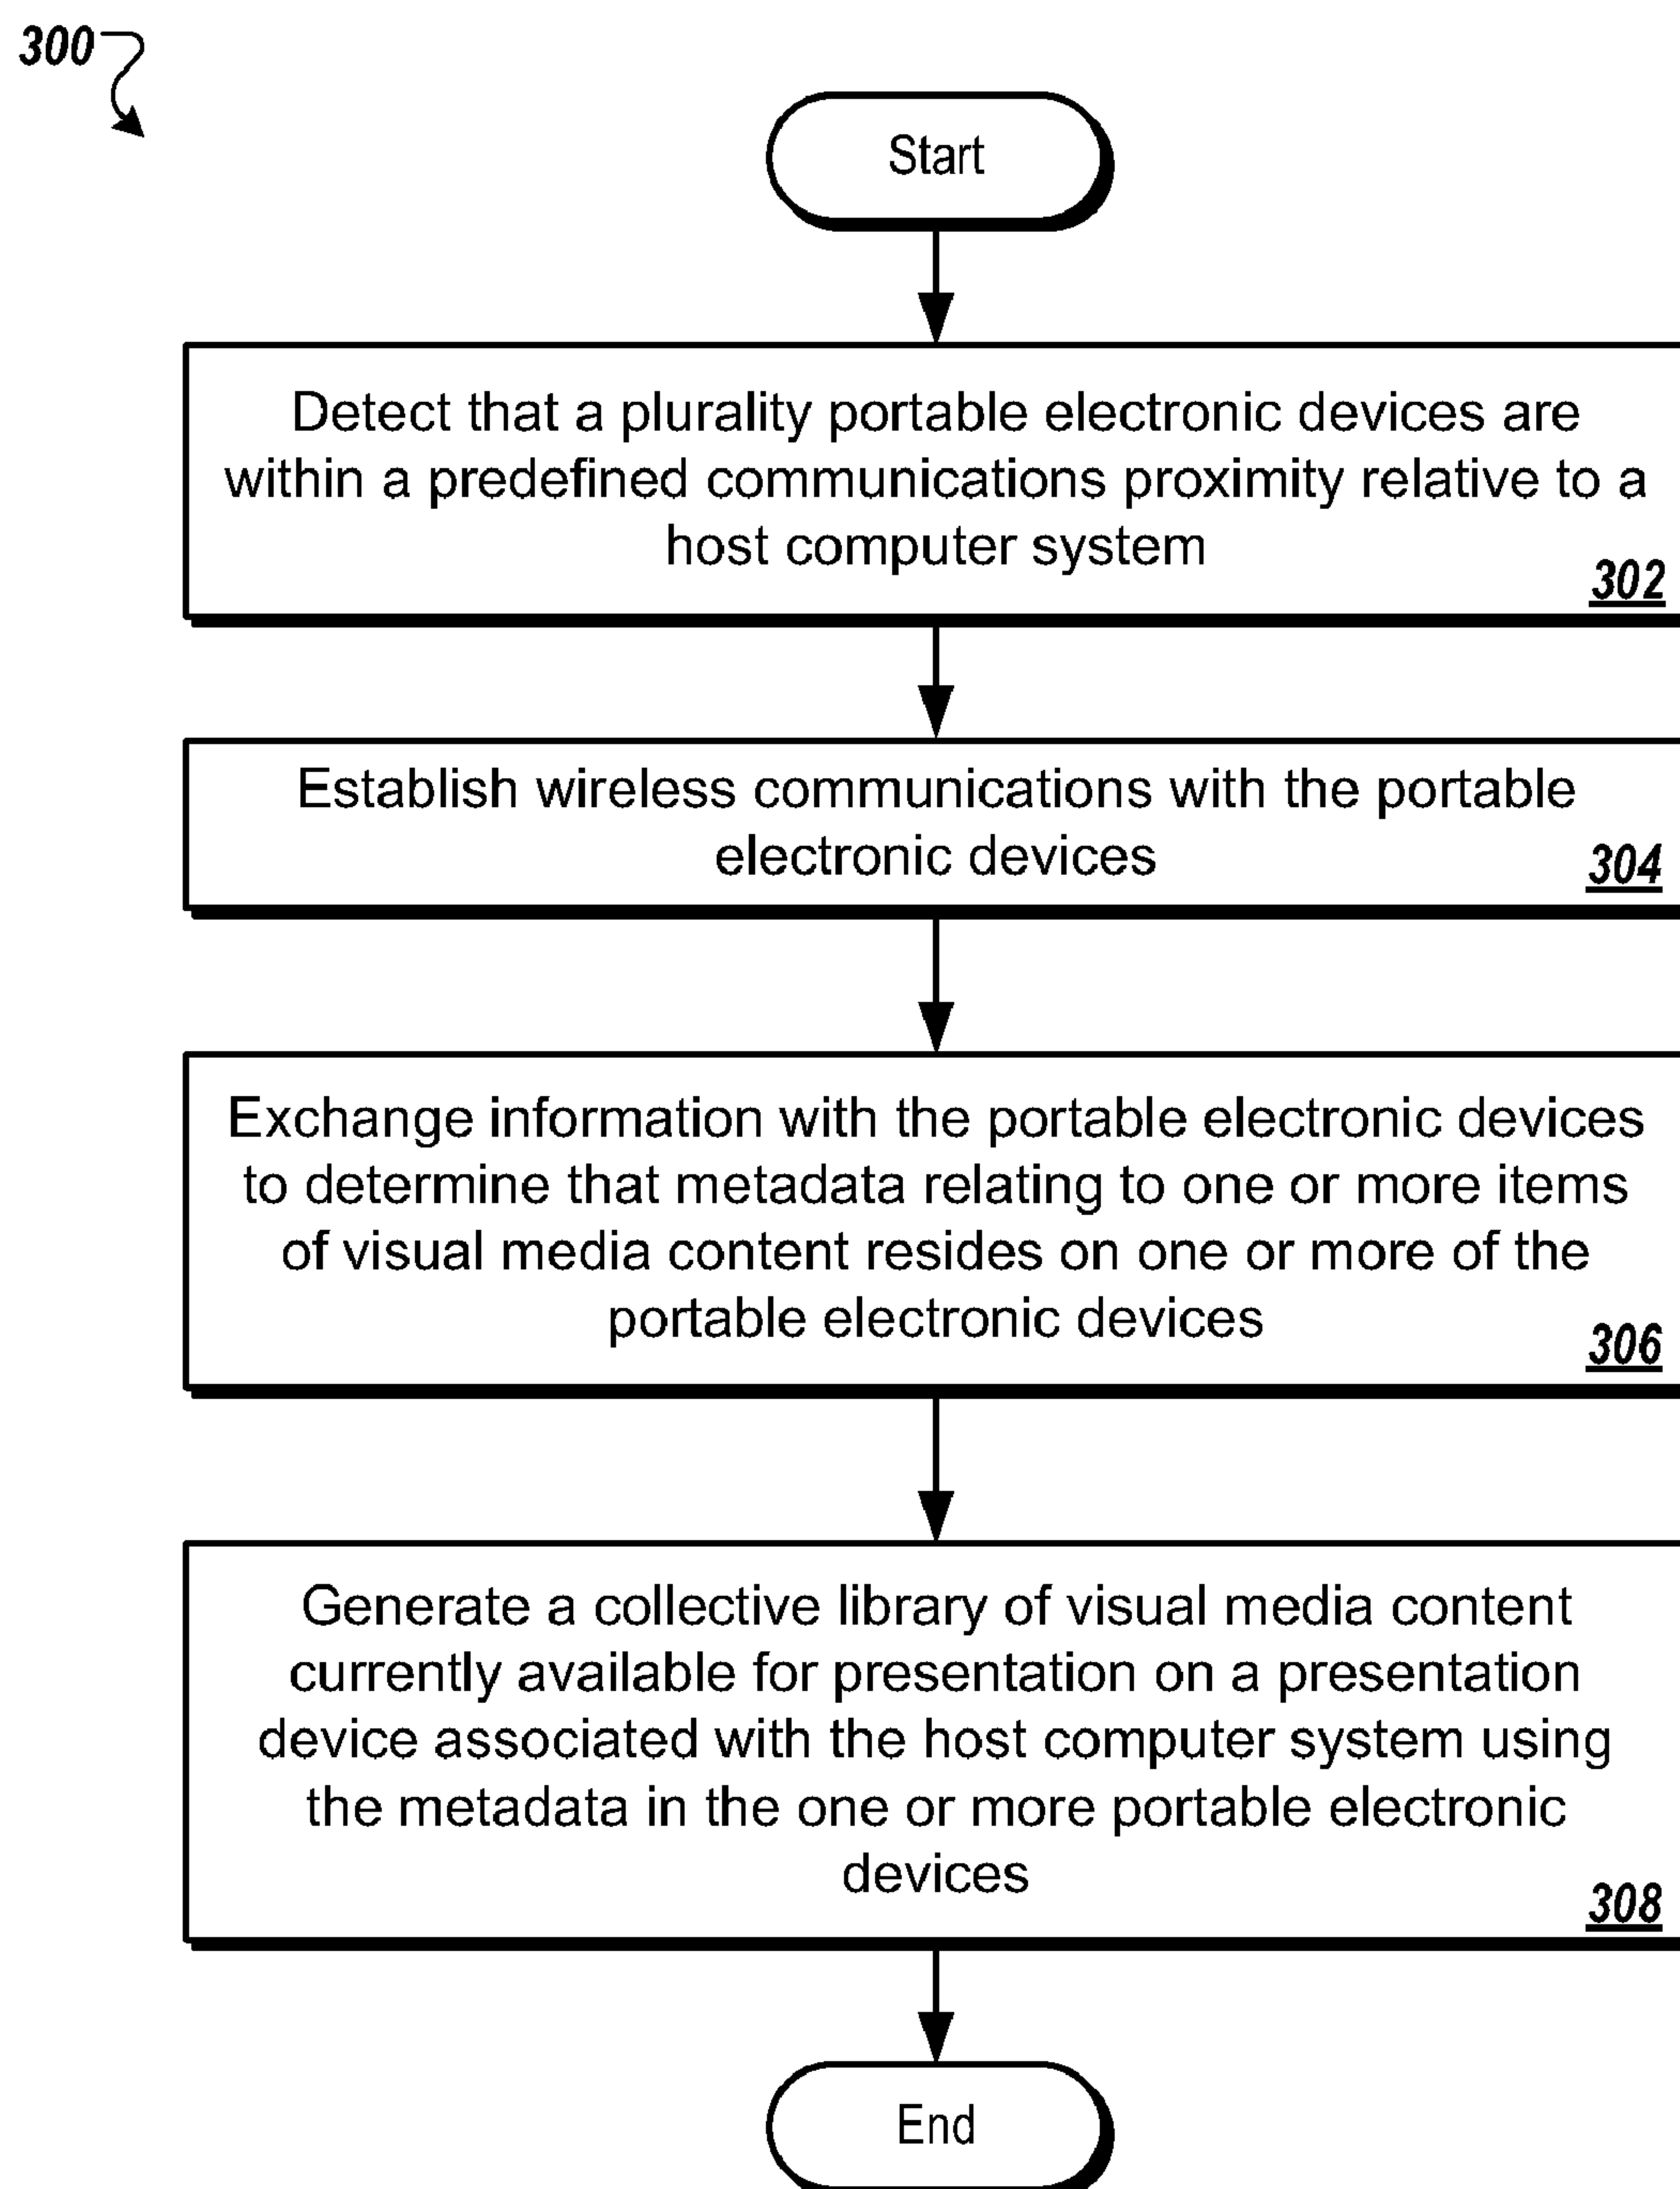 300
Start
Detect that a plurality portable electronic devices are
within a predefined communications proximity relative to a
host computer system
302
Establish wireless communications with the portable
electronic devices
304
Exchange information with the portable electronic devices
to determine that metadata relating to one or more items
of visual media content resides on one or more of the
portable electronic devices
306
Generate a collective library of visual media content
currently available for presentation on a presentation
device associated with the host computer system using
the metadata in the one or more portable electronic
devices
308
End